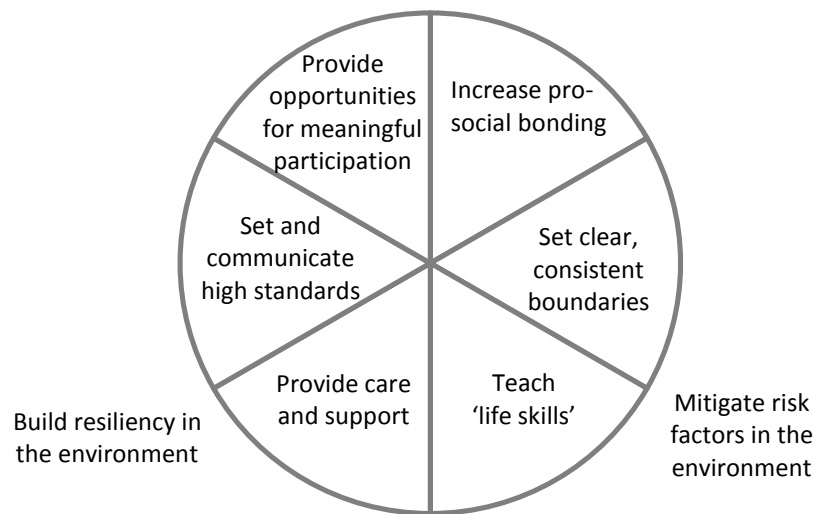 Provide
opportunities
for meaningful
participation
Increase pro-
social bonding
Set and
communicate
high standards
Set clear,
consistent
boundaries
Provide care
and support
Teach
‘life skills’
Build resiliency in
the environment
Mitigate risk
factors in the
environment